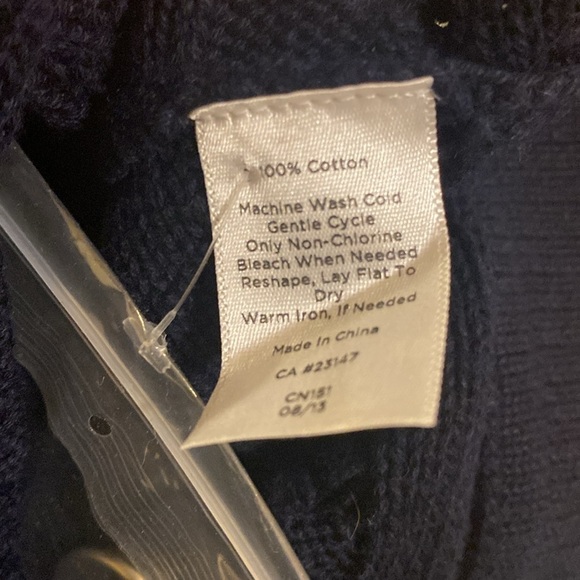 100% Cotton
Machine Wash Cold
Gentle Cycle
Only Non-Chlorine
Bleach When Needed
Reshape, Lay Flat To
Dry
Warm Iron, If Needed
Made In China
CA #23147
CN151
08/13